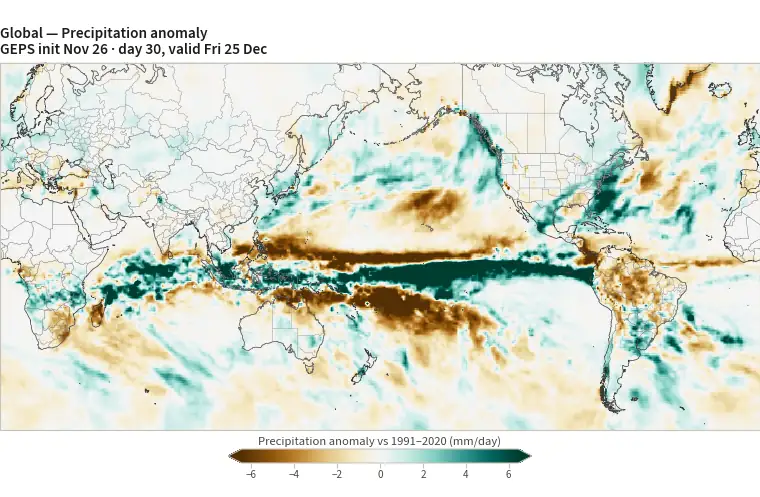 Global — Precipitation anomaly
GEPS init Nov 26 · day 30, valid Fri 25 Dec
Precipitation anomaly vs 1991–2020 (mm/day)
−6 −4 −2 0 2 4 6